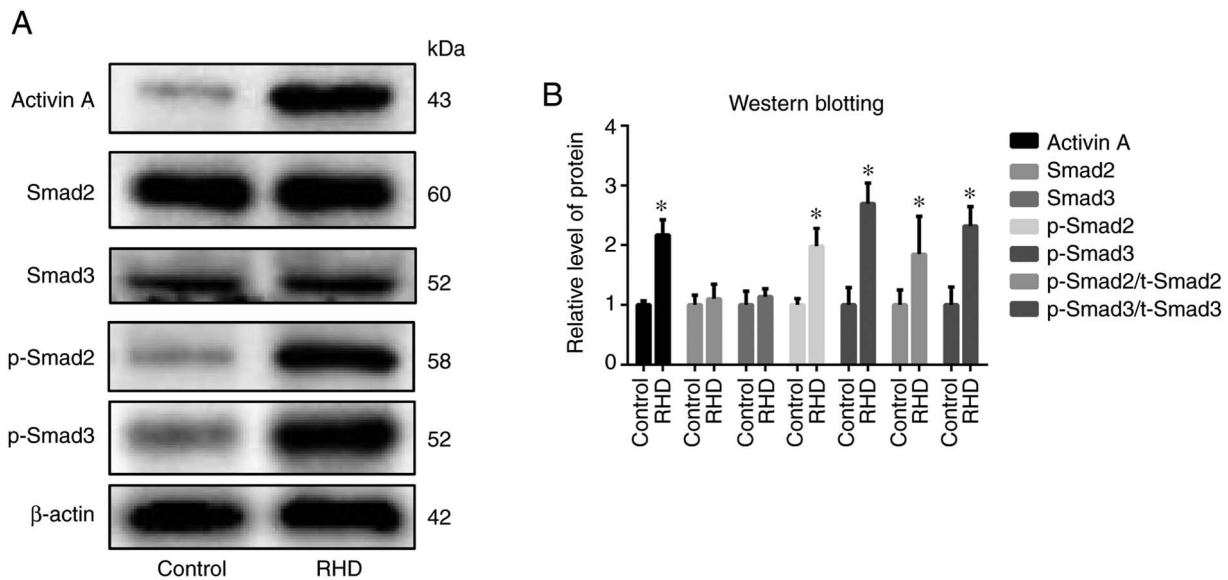 A
kDa
Activin A 43
Smad2 60
Smad3 52
p-Smad2 58
p-Smad3 52
β-actin 42
Control RHD
B
Western blotting
Relative level of protein
4
3
2
1
0
*
*
*
*
*
Control RHD Control RHD Control RHD Control RHD Control RHD Control RHD Control RHD
Activin A
Smad2
Smad3
p-Smad2
p-Smad3
p-Smad2/t-Smad2
p-Smad3/t-Smad3